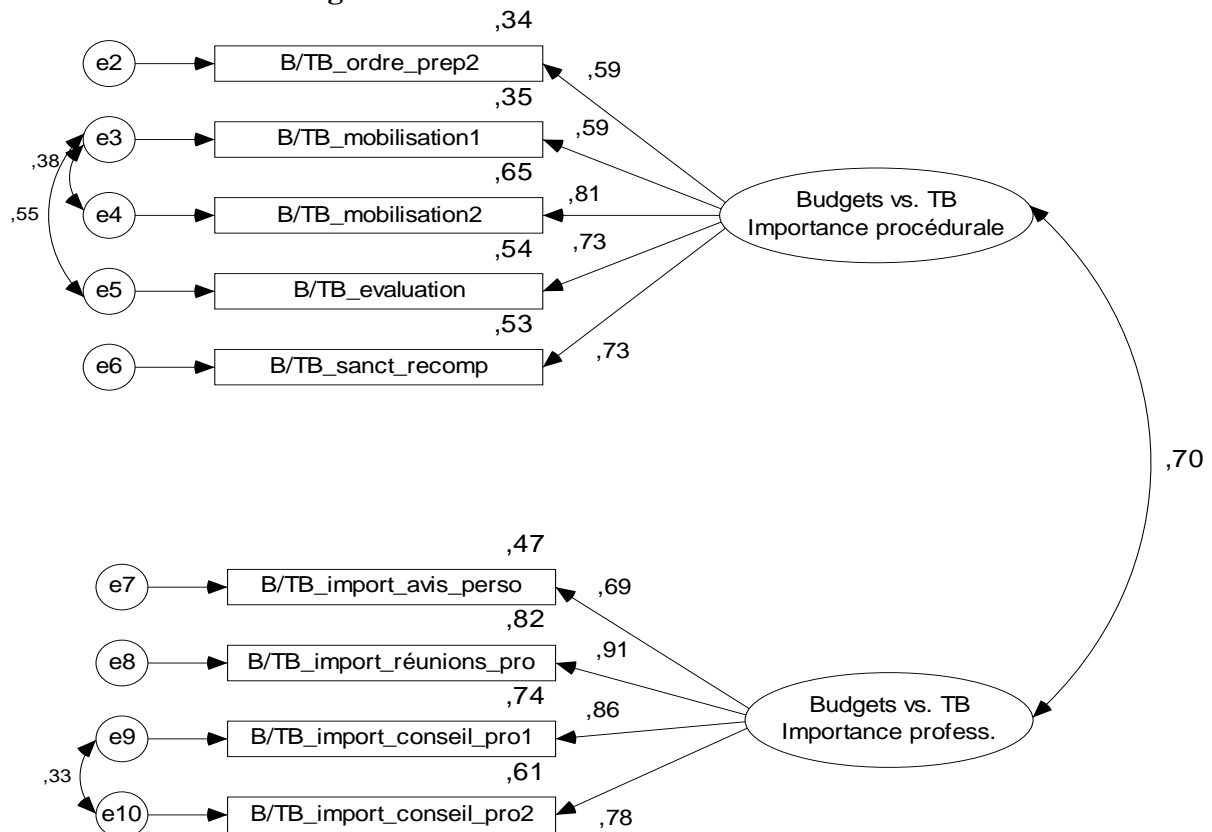 ,34
e2
B/TB_ordre_prep2
,59
,35
e3
B/TB_mobilisation1
,59
,38
,65
e4
B/TB_mobilisation2
,81
Budgets vs. TB
Importance procédurale
,55
,54
e5
B/TB_evaluation
,73
,53
e6
B/TB_sanct_recomp
,73
,70
,47
e7
B/TB_import_avis_perso
,69
,82
e8
B/TB_import_réunions_pro
,91
,74
e9
B/TB_import_conseil_pro1
,86
Budgets vs. TB
Importance profess.
,33
,61
e10
B/TB_import_conseil_pro2
,78